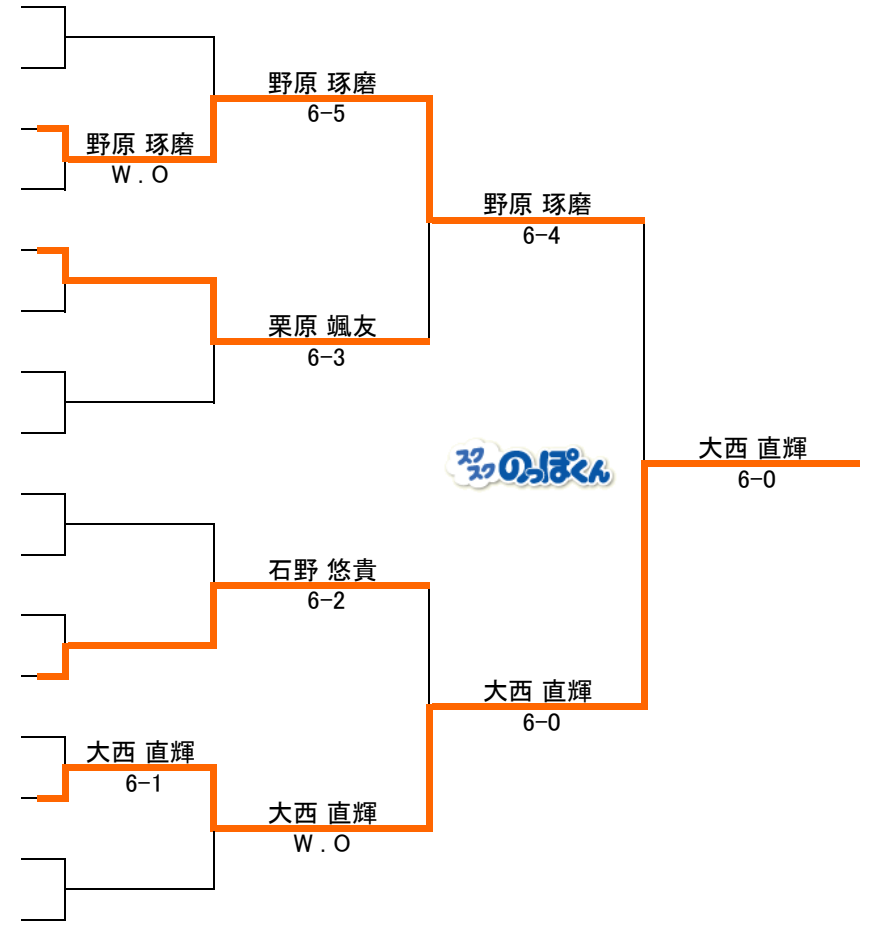 野原 琢磨
6-5
野原 琢磨
W.O
野原 琢磨
6-4
栗原 颯友
6-3
大西 直輝
6-0
スク
スク のっぽくん
石野 悠貴
6-2
大西 直輝
6-0
大西 直輝
6-1
大西 直輝
W.O